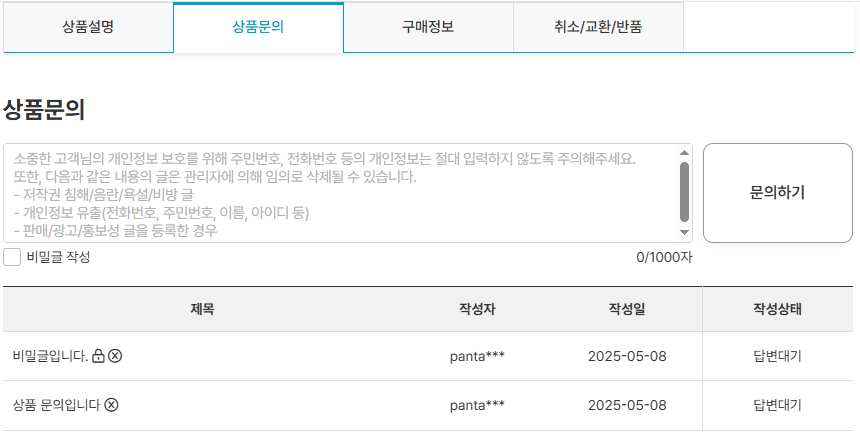 상품설명 상품문의 구매정보 취소/교환/반품
상품문의
소중한 고객님의 개인정보 보호를 위해 주민번호, 전화번호 등의 개인정보는 절대 입력하지 않도록 주의해주세요.
또한, 다음과 같은 내용의 글은 관리자에 의해 임의로 삭제될 수 있습니다.
- 저작권 침해/음란/욕설/비방 글
- 개인정보 유출(전화번호, 주민번호, 이름, 아이디 등)
- 판매/광고/홍보성 글을 등록한 경우
문의하기
비밀글 작성 0/1000자
제목 작성자 작성일 작성상태
비밀글입니다. panta*** 2025-05-08 답변대기
상품 문의입니다 panta*** 2025-05-08 답변대기